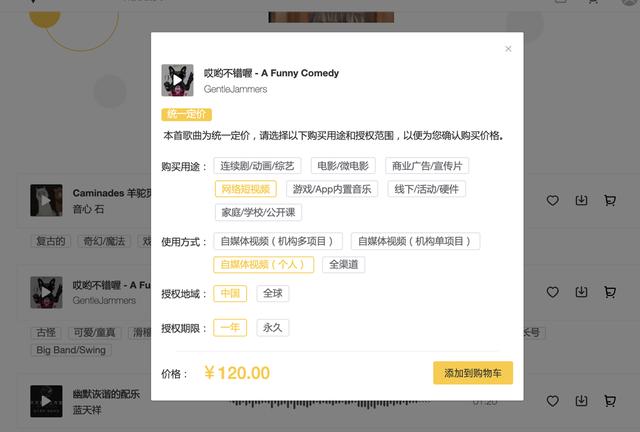 哎哟不错喔 - A Funny Comedy
GentleJammers
统一定价
本首歌曲为统一定价，请选择以下购买用途和授权范围，以便为您确认购买价格。
购买用途： 连续剧/动画/综艺 电影/微电影 商业广告/宣传片
网络短视频 游戏/App内置音乐 线下/活动/硬件
家庭/学校/公开课
使用方式： 自媒体视频（机构多项目） 自媒体视频（机构单项目）
自媒体视频（个人） 全渠道
授权地域： 中国 全球
授权期限： 一年 永久
价格： ￥120.00 添加到购物车
Caminades 羊驼
音心 石
复古的 奇幻/魔法
哎哟不错喔 - A Fu
GentleJammers
古怪 可爱/童真 滑稽 长号
Big Band/Swing
幽默诙谐的配乐
蓝天祥 01:20